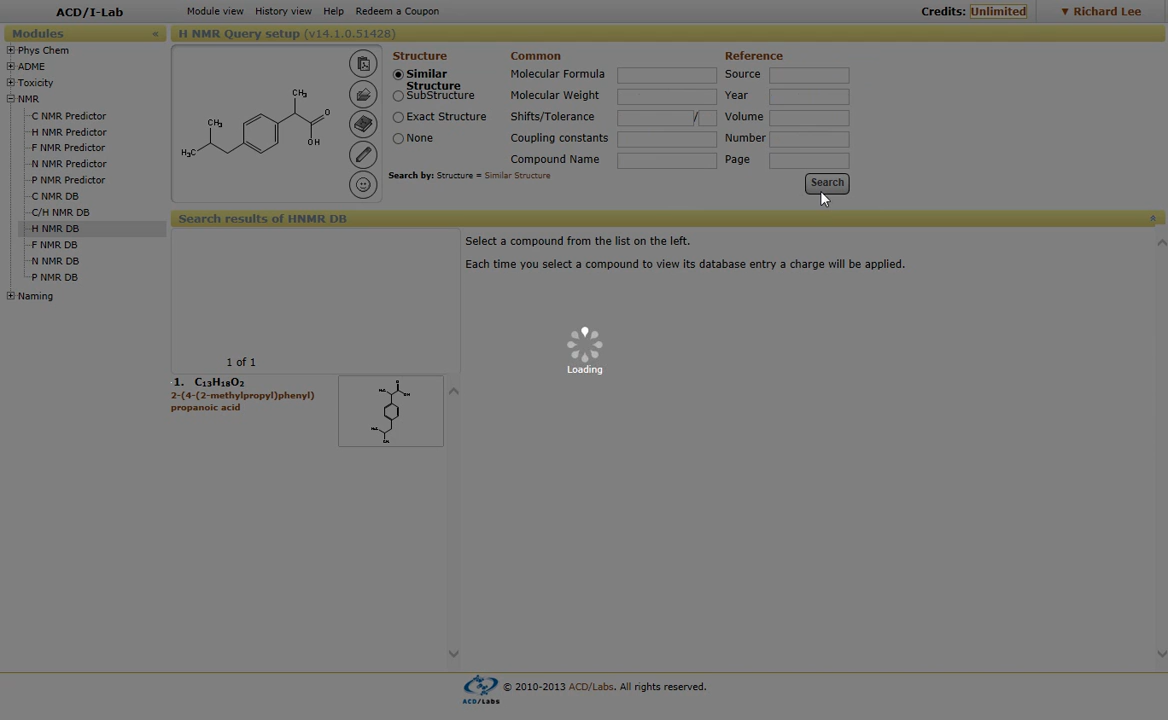 ACD/I-Lab Module view History view Help Redeem a Coupon Credits: Unlimited ▼ Richard Lee
Modules «
Phys Chem
ADME
Toxicity
NMR
C NMR Predictor
H NMR Predictor
F NMR Predictor
N NMR Predictor
P NMR Predictor
C NMR DB
C/H NMR DB
H NMR DB
F NMR DB
N NMR DB
P NMR DB
Naming
H NMR Query setup (v14.1.0.51428)
CH₃
CH₃
O
OH
H₃C
Structure
Similar Structure
SubStructure
Exact Structure
None
Common
Molecular Formula
Molecular Weight
Shifts/Tolerance /
Coupling constants
Compound Name
Reference
Source
Year
Volume
Number
Page
Search by: Structure = Similar Structure
Search
Search results of HNMR DB
Select a compound from the list on the left.
Each time you select a compound to view its database entry a charge will be applied.
Loading
1 of 1
1. C₁₃H₁₈O₂
2-(4-(2-methylpropyl)phenyl)
propanoic acid
ACD/Labs © 2010-2013 ACD/Labs. All rights reserved.